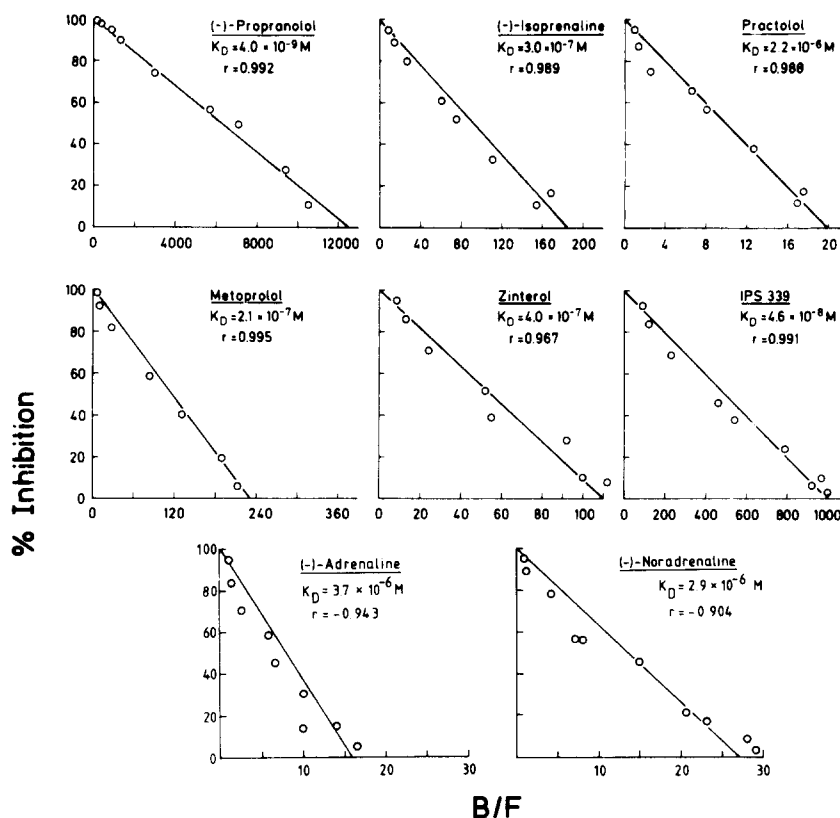 % Inhibition
(-)-Propranolol
K_D = 4.0 × 10⁻⁹ M
r = 0.992
100
80
60
40
20
0
0 4000 8000 12000
(-)-Isoprenaline
K_D = 3.0 × 10⁻⁷ M
r = 0.989
0 40 80 120 160 200
Practolol
K_D = 2.2 × 10⁻⁶ M
r = 0.988
0 4 8 12 16 20
Metoprolol
K_D = 2.1 × 10⁻⁷ M
r = 0.995
100
80
60
40
20
0
0 120 240 360
Zinterol
K_D = 4.0 × 10⁻⁷ M
r = 0.967
0 20 40 60 80 100
IPS 339
K_D = 4.6 × 10⁻⁸ M
r = 0.991
0 200 400 600 800 1000
(-)-Adrenaline
K_D = 3.7 × 10⁻⁶ M
r = -0.943
100
80
60
40
20
0
10 20 30
(-)-Noradrenaline
K_D = 2.9 × 10⁻⁶ M
r = -0.904
10 20 30
B/F